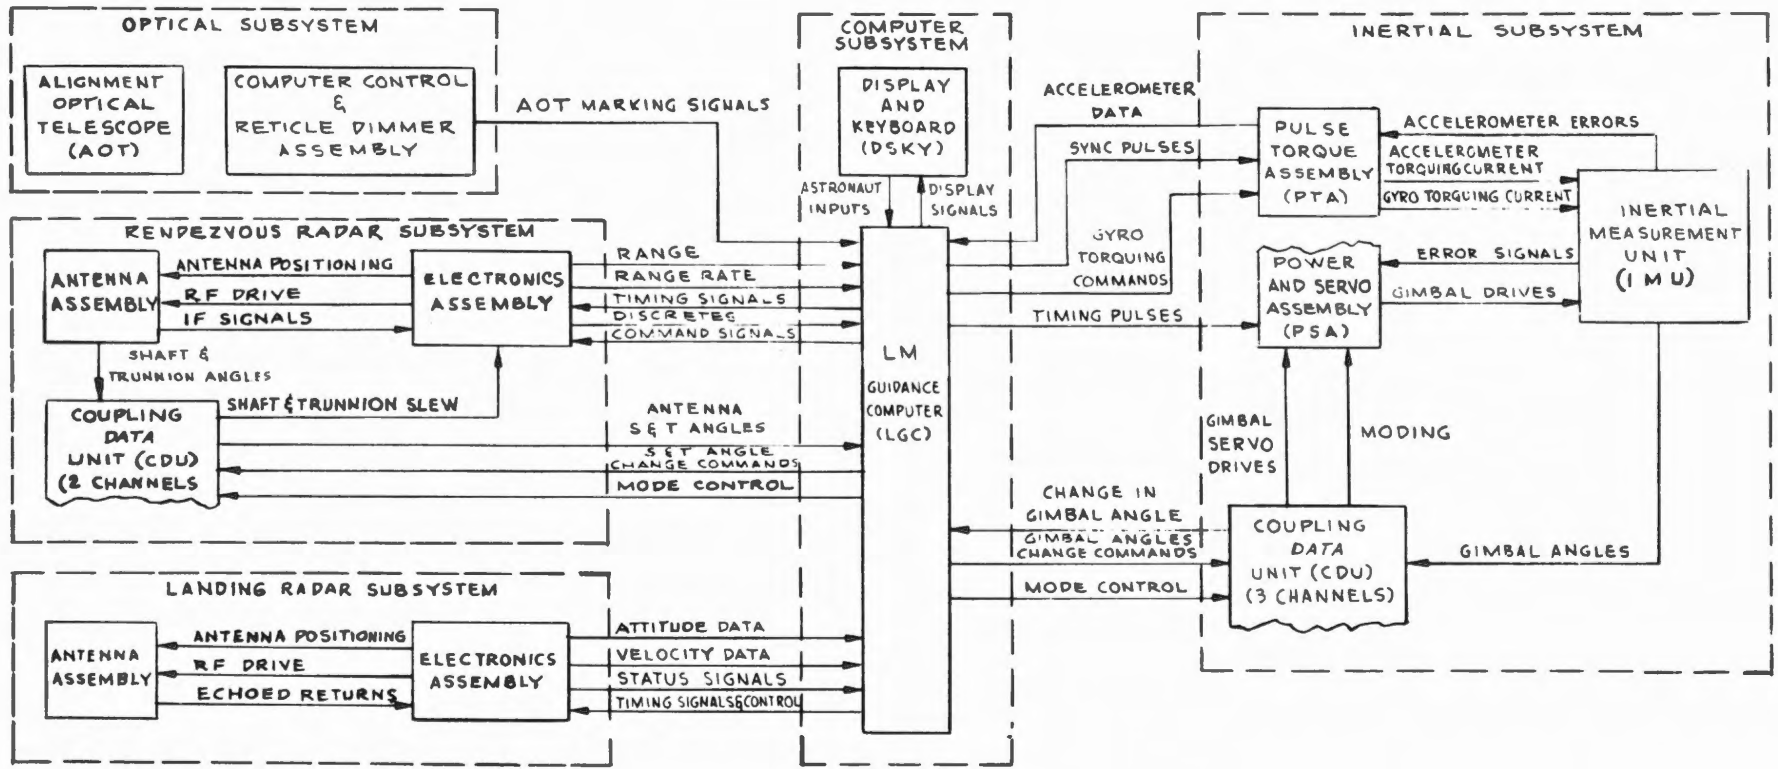 OPTICAL SUBSYSTEM
ALIGNMENT
OPTICAL
TELESCOPE
(AOT)
COMPUTER CONTROL
&
RETICLE DIMMER
ASSEMBLY
AOT MARKING SIGNALS
RENDEZVOUS RADAR SUBSYSTEM
ANTENNA
ASSEMBLY
ANTENNA POSITIONING
RF DRIVE
IF SIGNALS
ELECTRONICS
ASSEMBLY
RANGE
RANGE RATE
TIMING SIGNALS
DISCRETES
COMMAND SIGNALS
SHAFT &
TRUNNION ANGLES
COUPLING
DATA
UNIT (CDU)
(2 CHANNELS
SHAFT & TRUNNION SLEW
ANTENNA
S & T ANGLES
S & T ANGLE
CHANGE COMMANDS
MODE CONTROL
LANDING RADAR SUBSYSTEM
ANTENNA
ASSEMBLY
ANTENNA POSITIONING
RF DRIVE
ECHOED RETURNS
ELECTRONICS
ASSEMBLY
ATTITUDE DATA
VELOCITY DATA
STATUS SIGNALS
TIMING SIGNALS & CONTROL
COMPUTER
SUBSYSTEM
DISPLAY
AND
KEYBOARD
(DSKY)
ASTRONAUT
INPUTS
DISPLAY
SIGNALS
LM
GUIDANCE
COMPUTER
(LGC)
ACCELEROMETER
DATA
SYNC PULSES
GYRO
TORQUING
COMMANDS
TIMING PULSES
CHANGE IN
GIMBAL ANGLE
GIMBAL ANGLES
CHANGE COMMANDS
MODE CONTROL
INERTIAL SUBSYSTEM
PULSE
TORQUE
ASSEMBLY
(PTA)
ACCELEROMETER ERRORS
ACCELEROMETER
TORQUING CURRENT
GYRO TORQUING CURRENT
INERTIAL
MEASUREMENT
UNIT
(IMU)
POWER
AND SERVO
ASSEMBLY
(PSA)
ERROR SIGNALS
GIMBAL DRIVES
GIMBAL
SERVO
DRIVES
MODING
COUPLING
DATA
UNIT (CDU)
(3 CHANNELS)
GIMBAL ANGLES